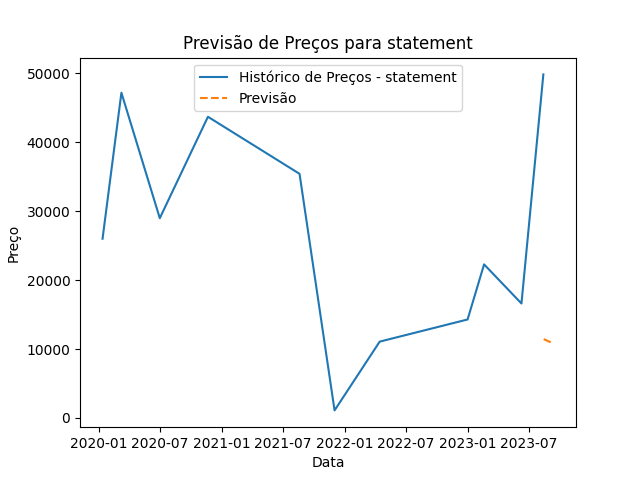 Previsão de Preços para statement
Histórico de Preços - statement
Previsão
50000
40000
30000
20000
10000
0
Preço
2020-01 2020-07 2021-01 2021-07 2022-01 2022-07 2023-01 2023-07
Data